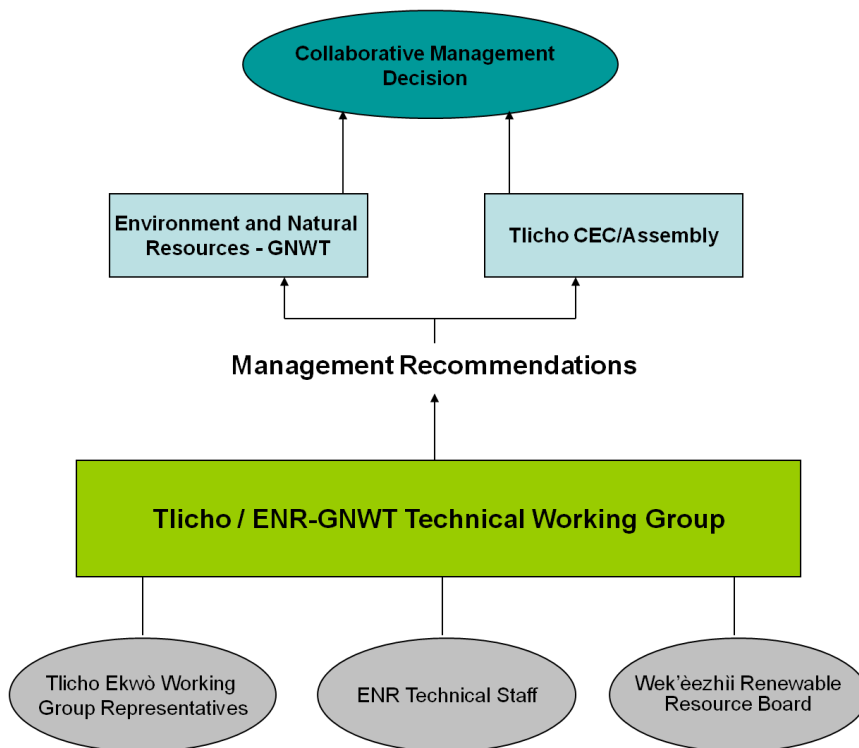 Collaborative Management
Decision
Environment and Natural
Resources - GNWT
Tlicho CEC/Assembly
Management Recommendations
Tlicho / ENR-GNWT Technical Working Group
Tlicho Ekwò Working
Group Representatives
ENR Technical Staff
Wek'èezhii Renewable
Resource Board